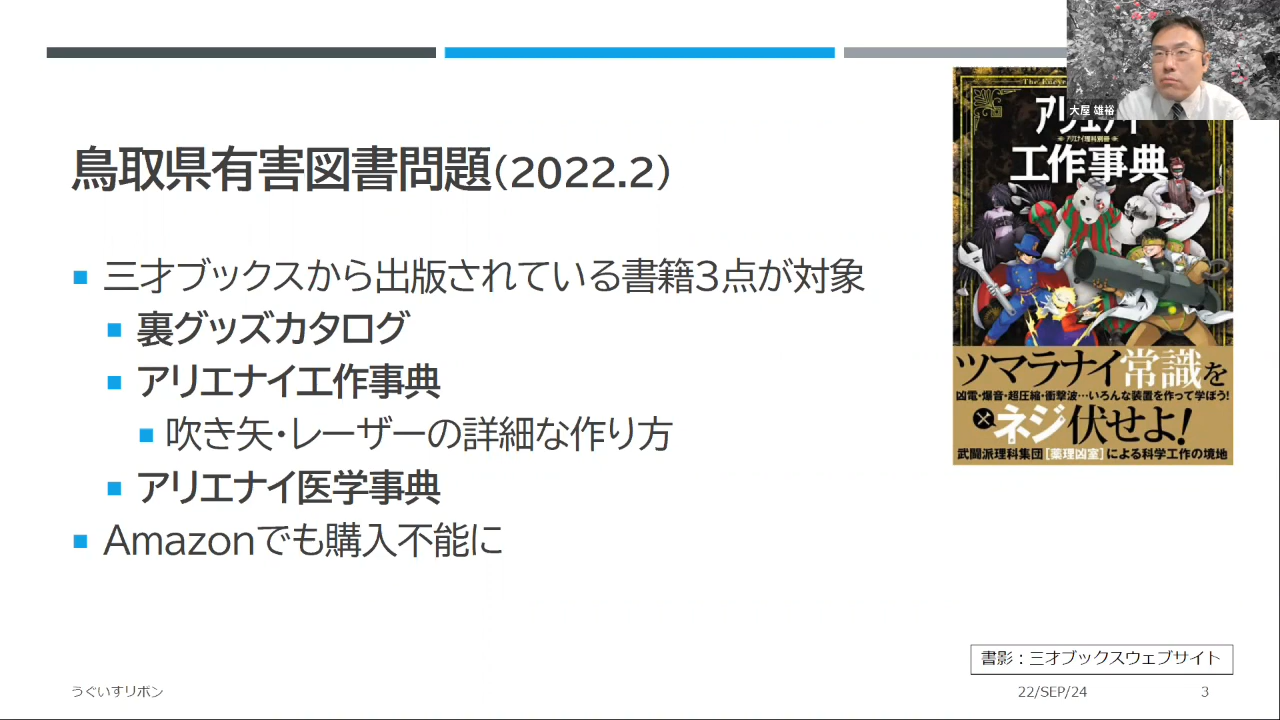 鳥取県有害図書問題(2022.2)
三才ブックスから出版されている書籍3点が対象
裏グッズカタログ
アリエナイ工作事典
吹き矢・レーザーの詳細な作り方
アリエナイ医学事典
Amazonでも購入不能に
大屋 雄裕
アリエナイ理科別冊
工作事典
ツマラナイ常識を
凶電・爆音・超圧縮・衝撃波…いろんな装置を作って学ぼう!
ネジ伏せよ!
武闘派理科集団[薬理凶室]による科学工作の境地
書影：三才ブックスウェブサイト
うぐいすリボン
22/SEP/24
3